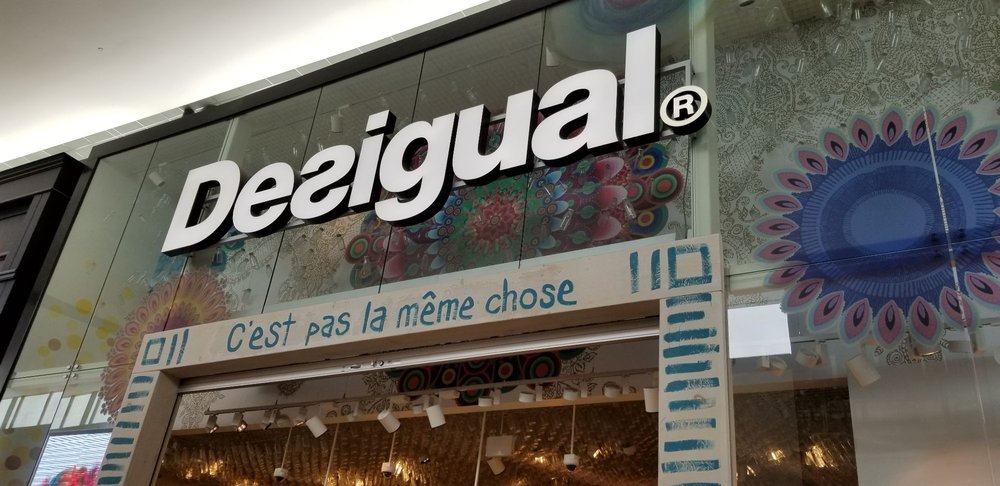 Desigual®
C'est pas la même chose